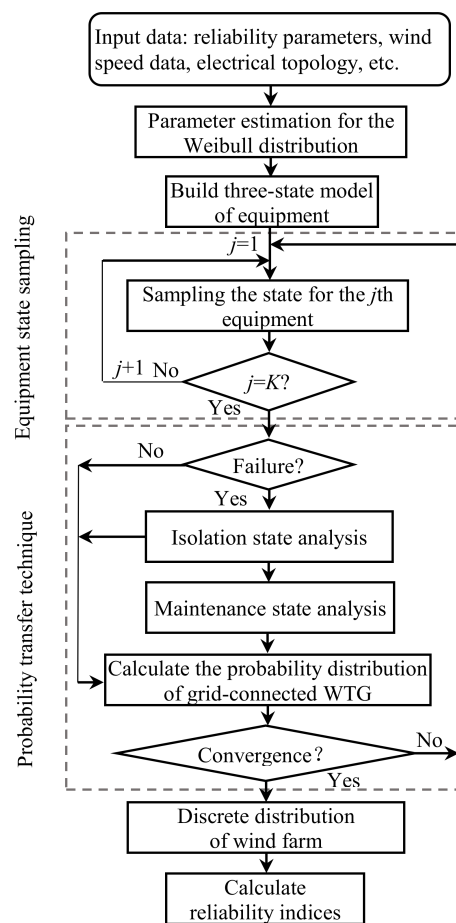 Input data: reliability parameters, wind
speed data, electrical topology, etc.
Parameter estimation for the
Weibull distribution
Build three-state model
of equipment
Equipment state sampling
j=1
Sampling the state for the jth
equipment
j+1 No
j=K?
Yes
Probability transfer technique
No
Failure?
Yes
Isolation state analysis
Maintenance state analysis
Calculate the probability distribution
of grid-connected WTG
Convergence?
No
Yes
Discrete distribution
of wind farm
Calculate
reliability indices